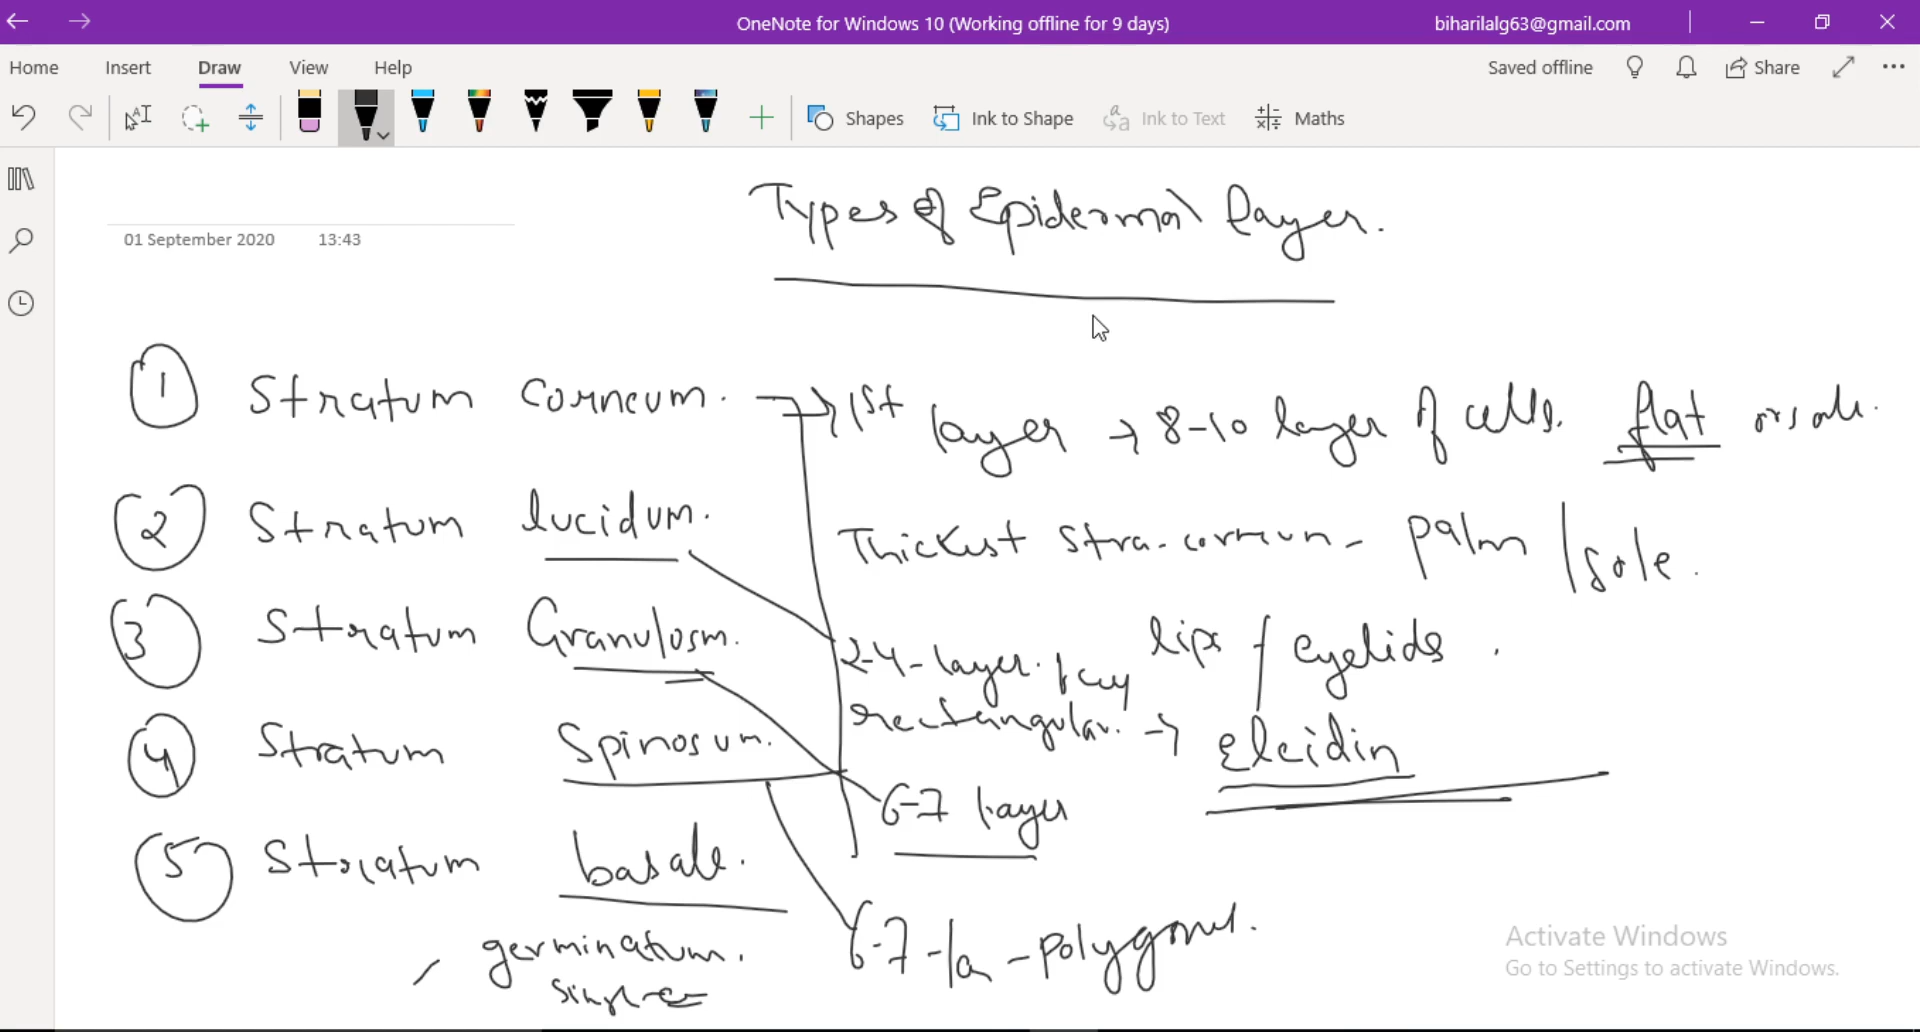 OneNote for Windows 10 (Working offline for 9 days)
biharilalg63@gmail.com
Home Insert Draw View Help
Saved offline Share
Shapes Ink to Shape Ink to Text Maths
Types of Epidermal layer.
01 September 2020 13:43
1 Stratum Corneum. → 1st layer → 8-10 layer of cells. flat
2 Stratum lucidum.
Thickest stra. corneum - palm / sole.
3 Stratum Granulosm.
lips / eyelids.
2-4-layer.
rectangular. → Eleidin
4 Stratum Spinosum.
6-7 layer
5 Stratum basale.
germinatum.
6-7-la - polygonal.
Activate Windows
Go to Settings to activate Windows.